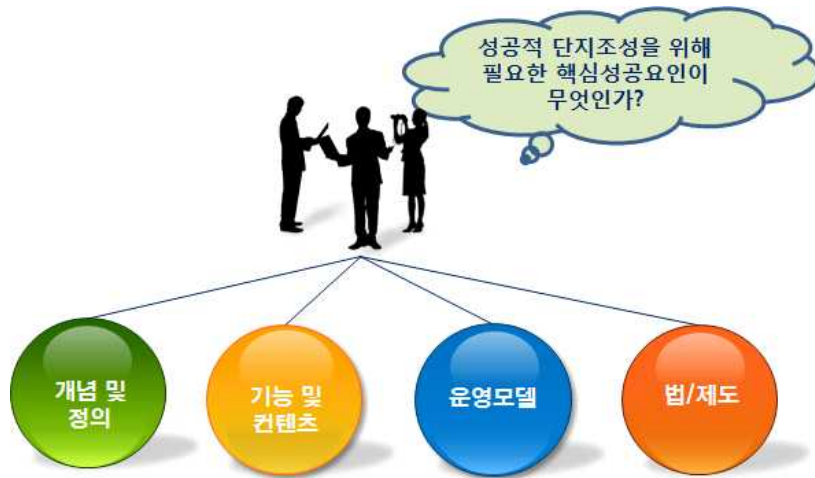 성공적 단지조성을 위해
필요한 핵심성공요인이
무엇인가?
개념 및
정의
기능 및
컨텐츠
운영모델
법/제도